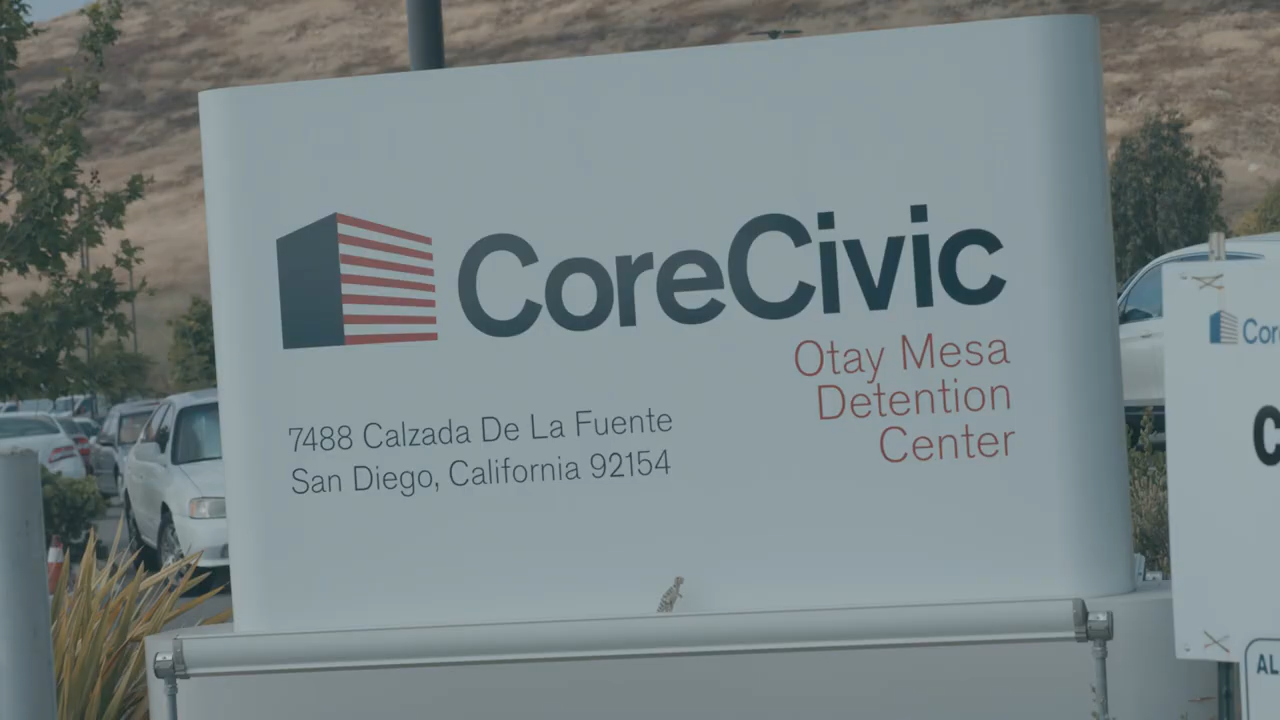 CoreCivic
Otay Mesa
Detention
Center
7488 Calzada De La Fuente
San Diego, California 92154